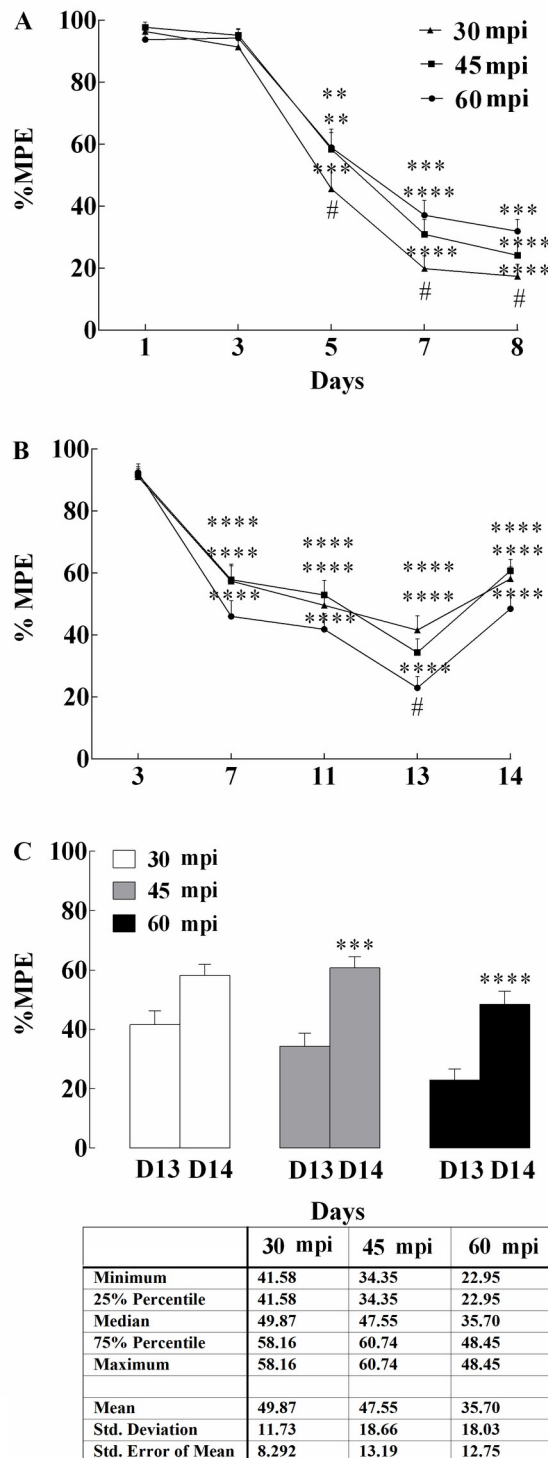 A
%MPE
100
80
60
40
20
0
30 mpi
45 mpi
60 mpi
**
**
***
#
***
****
****
#
***
****
****
#
1 3 5 7 8
Days
B
% MPE
100
80
60
40
20
0
****
****
****
****
****
****
****
****
****
#
****
****
****
3 7 11 13 14
C
%MPE
100
80
60
40
20
0
30 mpi
45 mpi
60 mpi
***
****
D13 D14 D13 D14 D13 D14
Days
30 mpi 45 mpi 60 mpi
Minimum 41.58 34.35 22.95
25% Percentile 41.58 34.35 22.95
Median 49.87 47.55 35.70
75% Percentile 58.16 60.74 48.45
Maximum 58.16 60.74 48.45
Mean 49.87 47.55 35.70
Std. Deviation 11.73 18.66 18.03
Std. Error of Mean 8.292 13.19 12.75